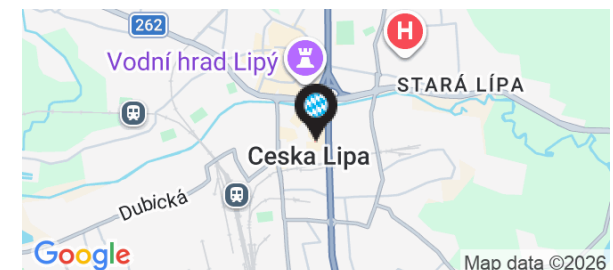 262
Vodní hrad Lipý
H
STARÁ LÍPA
Ceska Lipa
Dubická
Google
Map data ©2026